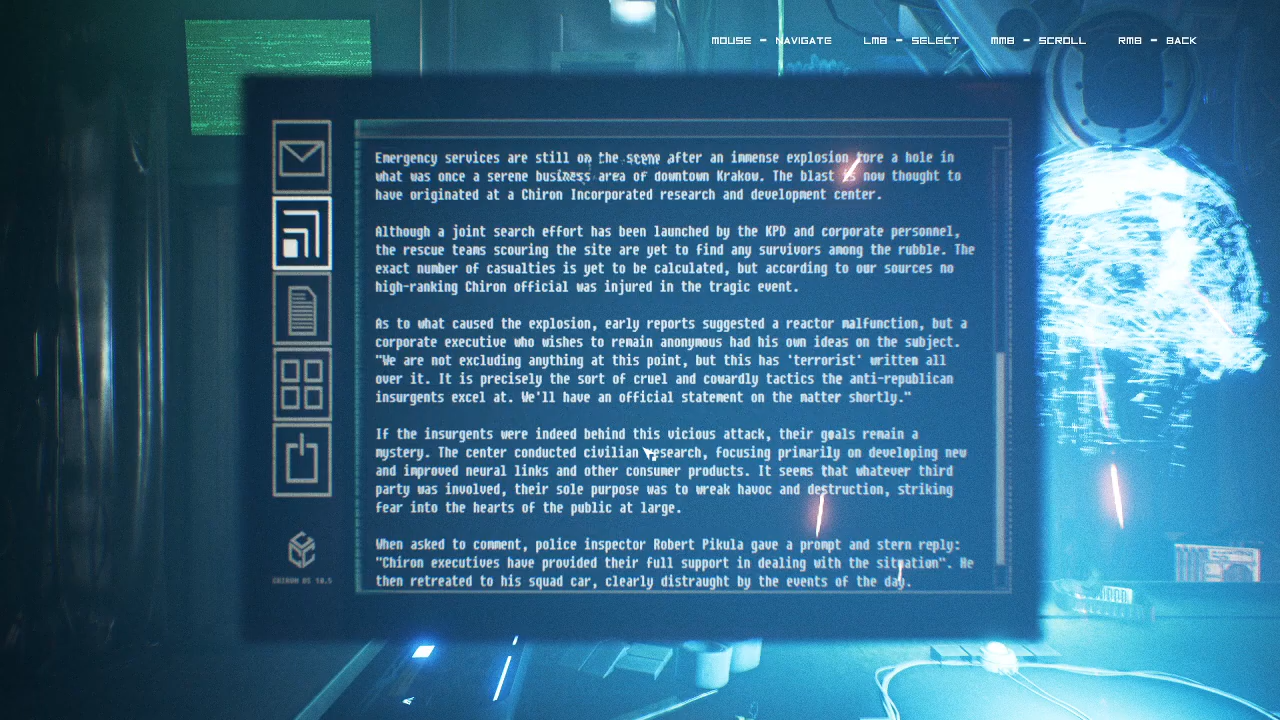 MOUSE - NAVIGATE LMB - SELECT MMB - SCROLL RMB - BACK
Emergency services are still on the scene after an immense explosion tore a hole in
what was once a serene business area of downtown Krakow. The blast is now thought to
have originated at a Chiron Incorporated research and development center.
Although a joint search effort has been launched by the KPD and corporate personnel,
the rescue teams scouring the site are yet to find any survivors among the rubble. The
exact number of casualties is yet to be calculated, but according to our sources no
high-ranking Chiron official was injured in the tragic event.
As to what caused the explosion, early reports suggested a reactor malfunction, but a
corporate executive who wishes to remain anonymous had his own ideas on the subject.
"We are not excluding anything at this point, but this has 'terrorist' written all
over it. It is precisely the sort of cruel and cowardly tactics the anti-republican
insurgents excel at. We'll have an official statement on the matter shortly."
If the insurgents were indeed behind this vicious attack, their goals remain a
mystery. The center conducted civilian research, focusing primarily on developing new
and improved neural links and other consumer products. It seems that whatever third
party was involved, their sole purpose was to wreak havoc and destruction, striking
fear into the hearts of the public at large.
When asked to comment, police inspector Robert Pikula gave a prompt and stern reply:
"Chiron executives have provided their full support in dealing with the situation". He
then retreated to his squad car, clearly distraught by the events of the day.
CHIRON OS 10.5